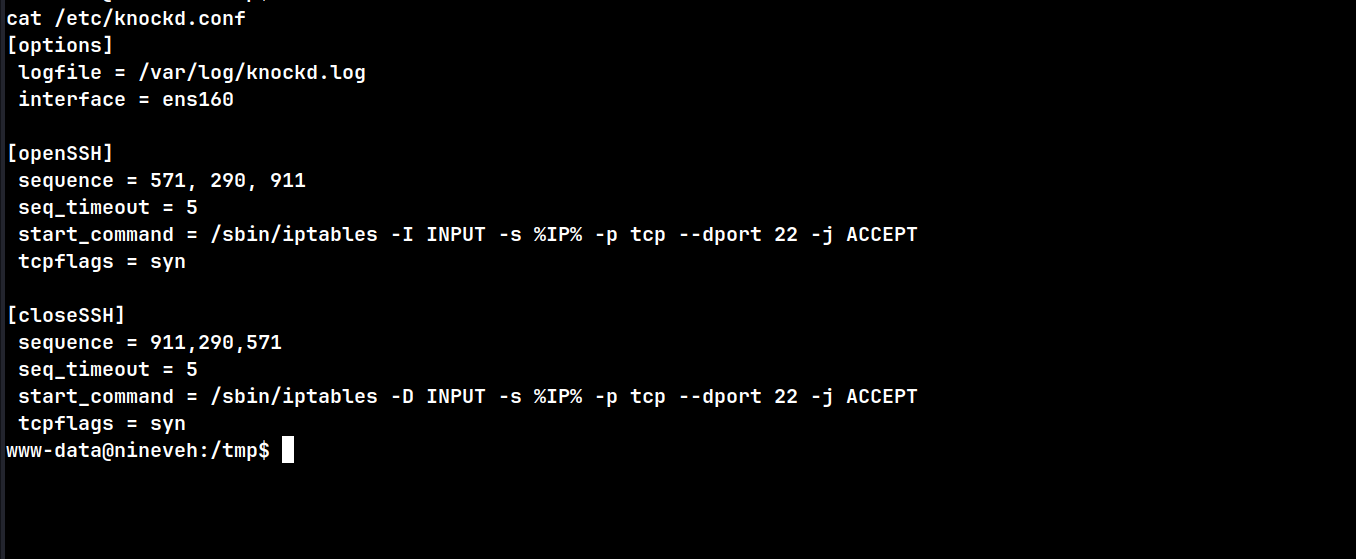 cat /etc/knockd.conf
[options]
logfile = /var/log/knockd.log
interface = ens160
[openSSH]
sequence = 571, 290, 911
seq_timeout = 5
start_command = /sbin/iptables -I INPUT -s %IP% -p tcp --dport 22 -j ACCEPT
tcpflags = syn
[closeSSH]
sequence = 911,290,571
seq_timeout = 5
start_command = /sbin/iptables -D INPUT -s %IP% -p tcp --dport 22 -j ACCEPT
tcpflags = syn
www-data@nineveh:/tmp$